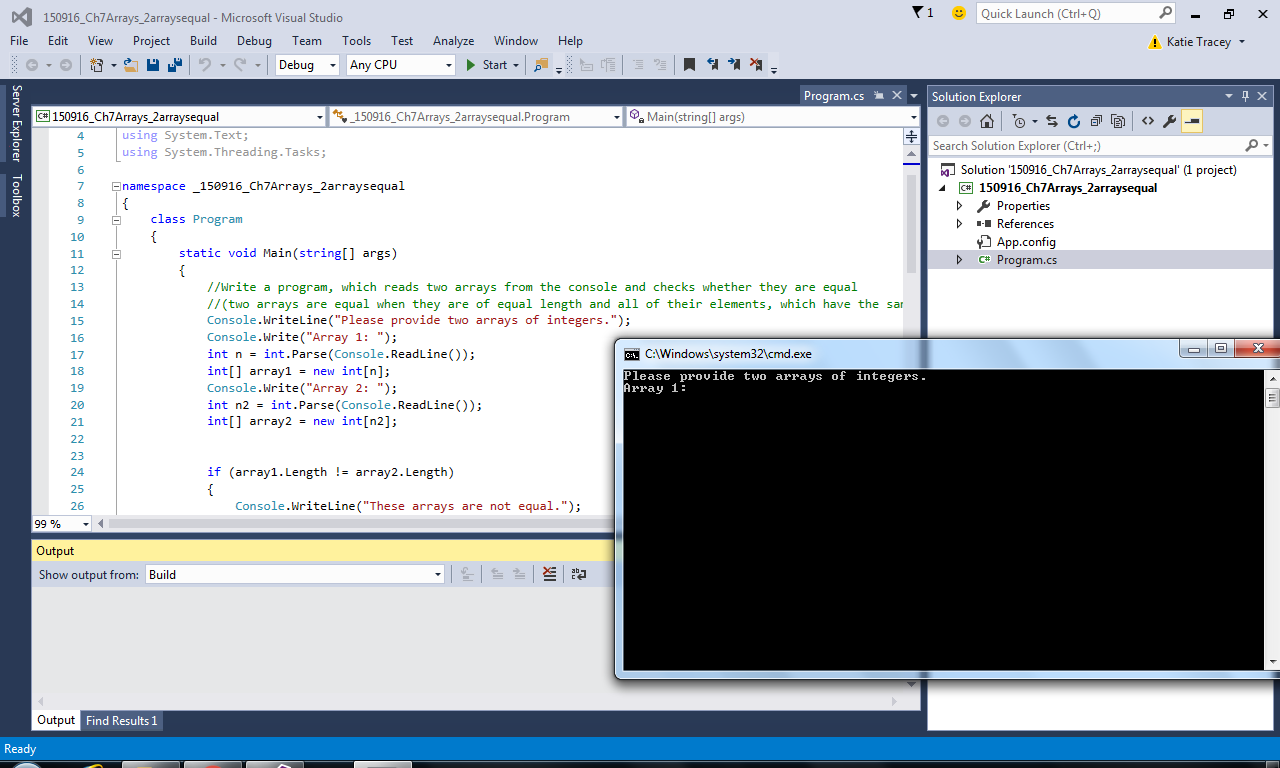 150916_Ch7Arrays_2arraysequal - Microsoft Visual Studio
1
Quick Launch (Ctrl+Q)
File Edit View Project Build Debug Team Tools Test Analyze Window Help
Katie Tracey
Debug Any CPU Start
Server Explorer
Toolbox
Program.cs
150916_Ch7Arrays_2arraysequal _150916_Ch7Arrays_2arraysequal.Program Main(string[] args)
4 using System.Text;
5 using System.Threading.Tasks;
6
7 namespace _150916_Ch7Arrays_2arraysequal
8 {
9 class Program
10 {
11 static void Main(string[] args)
12 {
13 //Write a program, which reads two arrays from the console and checks whether they are equal
14 //(two arrays are equal when they are of equal length and all of their elements, which have the
15 Console.WriteLine("Please provide two arrays of integers.");
16 Console.Write("Array 1: ");
17 int n = int.Parse(Console.ReadLine());
18 int[] array1 = new int[n];
19 Console.Write("Array 2: ");
20 int n2 = int.Parse(Console.ReadLine());
21 int[] array2 = new int[n2];
22
23
24 if (array1.Length != array2.Length)
25 {
26 Console.WriteLine("These arrays are not equal.");
99 %
Output
Show output from: Build
Output Find Results 1
Ready
Solution Explorer
Search Solution Explorer (Ctrl+;)
Solution '150916_Ch7Arrays_2arraysequal' (1 project)
150916_Ch7Arrays_2arraysequal
Properties
References
App.config
C# Program.cs
C:\Windows\system32\cmd.exe
Please provide two arrays of integers.
Array 1: